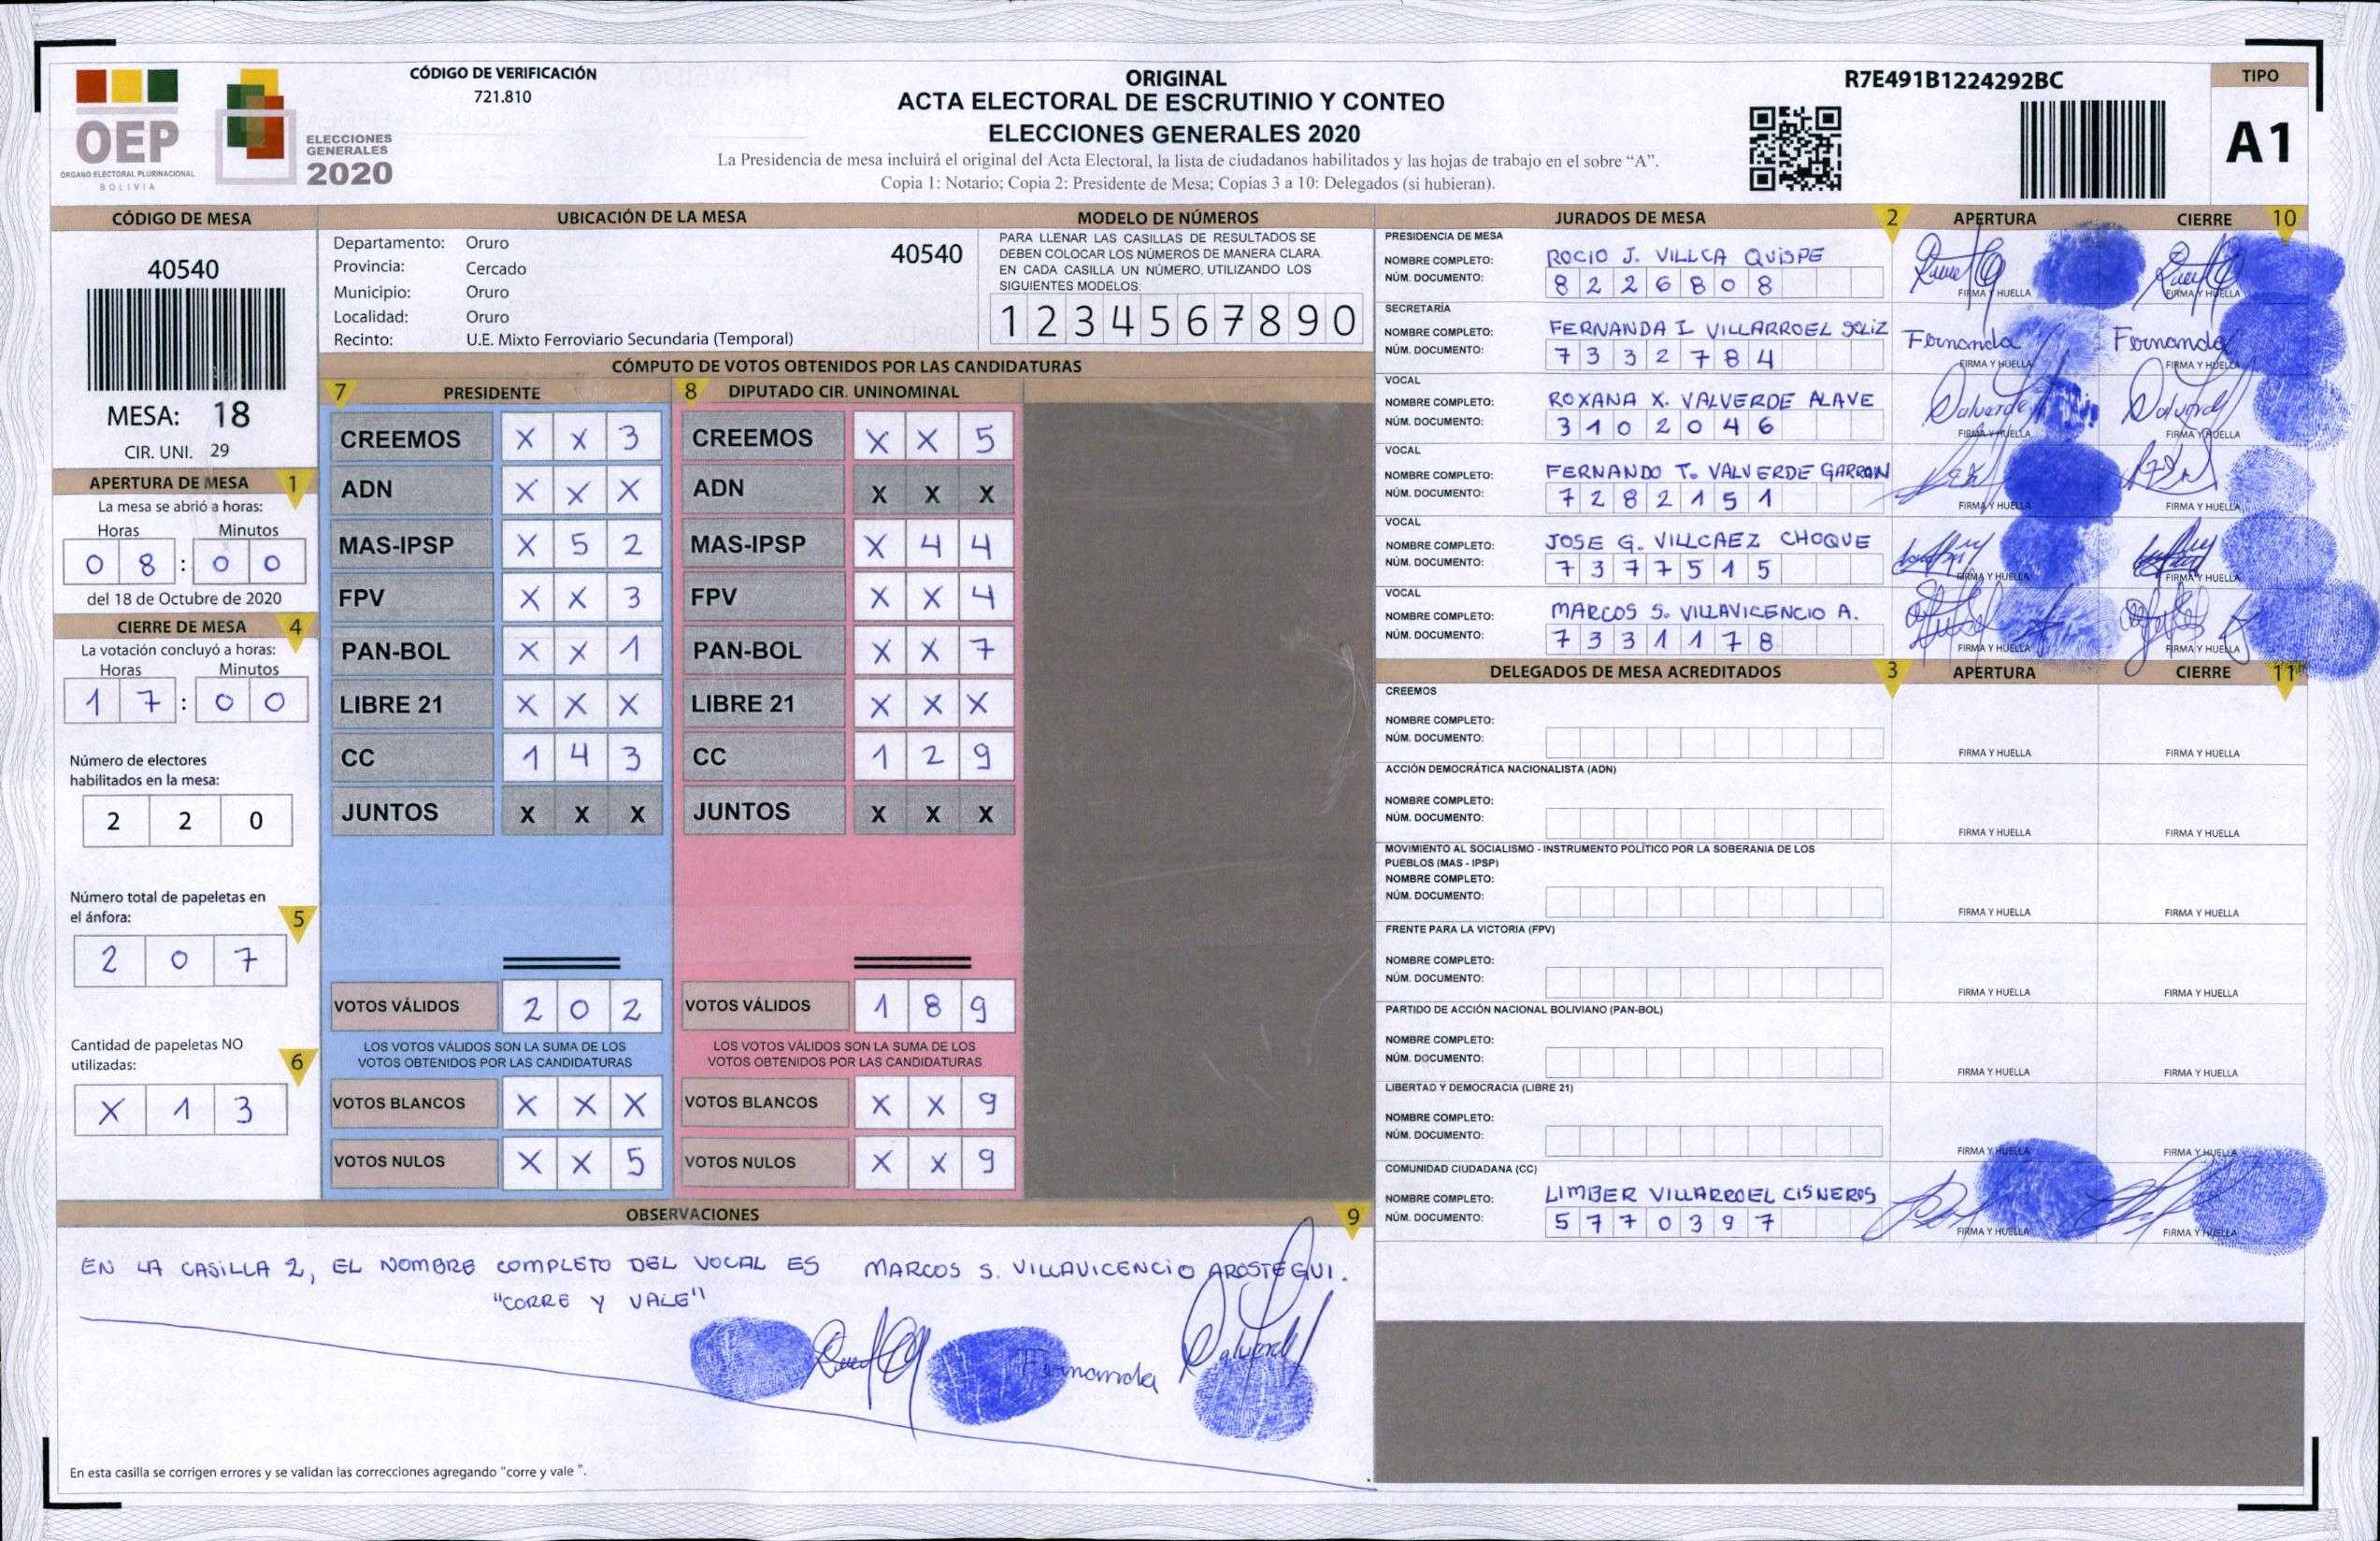 OEP
ÓRGANO ELECTORAL PLURINACIONAL
BOLIVIA
ELECCIONES
GENERALES
2020
CÓDIGO DE VERIFICACIÓN
721.810
ORIGINAL
ACTA ELECTORAL DE ESCRUTINIO Y CONTEO
ELECCIONES GENERALES 2020
La Presidencia de mesa incluirá el original del Acta Electoral, la lista de ciudadanos habilitados y las hojas de trabajo en el sobre “A”.
Copia 1: Notario; Copia 2: Presidente de Mesa; Copias 3 a 10: Delegados (si hubieran).
R7E491B1224292BC
TIPO
A1
CÓDIGO DE MESA
40540
MESA: 18
CIR. UNI. 29
APERTURA DE MESA 1
La mesa se abrió a horas:
Horas Minutos
0 8 : 0 0
del 18 de Octubre de 2020
CIERRE DE MESA 4
La votación concluyó a horas:
Horas Minutos
1 7 : 0 0
Número de electores
habilitados en la mesa:
2 2 0
Número total de papeletas en
el ánfora: 5
2 0 7
Cantidad de papeletas NO
utilizadas: 6
X 1 3
UBICACIÓN DE LA MESA
Departamento: Oruro 40540
Provincia: Cercado
Municipio: Oruro
Localidad: Oruro
Recinto: U.E. Mixto Ferroviario Secundaria (Temporal)
MODELO DE NÚMEROS
PARA LLENAR LAS CASILLAS DE RESULTADOS SE
DEBEN COLOCAR LOS NÚMEROS DE MANERA CLARA.
EN CADA CASILLA UN NÚMERO, UTILIZANDO LOS
SIGUIENTES MODELOS:
1 2 3 4 5 6 7 8 9 0
CÓMPUTO DE VOTOS OBTENIDOS POR LAS CANDIDATURAS
7 PRESIDENTE
CREEMOS X X 3
ADN X X X
MAS-IPSP X 5 2
FPV X X 3
PAN-BOL X X 1
LIBRE 21 X X X
CC 1 4 3
JUNTOS X X X
VOTOS VÁLIDOS 2 0 2
LOS VOTOS VÁLIDOS SON LA SUMA DE LOS
VOTOS OBTENIDOS POR LAS CANDIDATURAS
VOTOS BLANCOS X X X
VOTOS NULOS X X 5
8 DIPUTADO CIR. UNINOMINAL
CREEMOS X X 5
ADN X X X
MAS-IPSP X 4 4
FPV X X 4
PAN-BOL X X 7
LIBRE 21 X X X
CC 1 2 9
JUNTOS X X X
VOTOS VÁLIDOS 1 8 9
LOS VOTOS VÁLIDOS SON LA SUMA DE LOS
VOTOS OBTENIDOS POR LAS CANDIDATURAS
VOTOS BLANCOS X X 9
VOTOS NULOS X X 9
JURADOS DE MESA 2 APERTURA CIERRE 10
PRESIDENCIA DE MESA
NOMBRE COMPLETO: ROCIO J. VILLCA QUISPE
NÚM. DOCUMENTO: 8 2 2 6 8 0 8
FIRMA Y HUELLA FIRMA Y HUELLA
SECRETARÍA
NOMBRE COMPLETO: FERNANDA I. VILLARROEL SOLIZ Fernanda Fernanda
NÚM. DOCUMENTO: 7 3 3 2 7 8 4
FIRMA Y HUELLA FIRMA Y HUELLA
VOCAL
NOMBRE COMPLETO: ROXANA X. VALVERDE ALAVE
NÚM. DOCUMENTO: 3 1 0 2 0 4 6
FIRMA Y HUELLA FIRMA Y HUELLA
VOCAL
NOMBRE COMPLETO: FERNANDO T. VALVERDE GARRON
NÚM. DOCUMENTO: 7 2 8 2 1 5 1
FIRMA Y HUELLA FIRMA Y HUELLA
VOCAL
NOMBRE COMPLETO: JOSE G. VILLCAEZ CHOQUE
NÚM. DOCUMENTO: 7 3 7 7 5 1 5
FIRMA Y HUELLA FIRMA Y HUELLA
VOCAL
NOMBRE COMPLETO: MARCOS S. VILLAVICENCIO A.
NÚM. DOCUMENTO: 7 3 3 1 1 7 8
FIRMA Y HUELLA FIRMA Y HUELLA
DELEGADOS DE MESA ACREDITADOS 3 APERTURA CIERRE 11
CREEMOS
NOMBRE COMPLETO:
NÚM. DOCUMENTO:
FIRMA Y HUELLA FIRMA Y HUELLA
ACCIÓN DEMOCRÁTICA NACIONALISTA (ADN)
NOMBRE COMPLETO:
NÚM. DOCUMENTO:
FIRMA Y HUELLA FIRMA Y HUELLA
MOVIMIENTO AL SOCIALISMO - INSTRUMENTO POLÍTICO POR LA SOBERANIA DE LOS
PUEBLOS (MAS - IPSP)
NOMBRE COMPLETO:
NÚM. DOCUMENTO:
FIRMA Y HUELLA FIRMA Y HUELLA
FRENTE PARA LA VICTORIA (FPV)
NOMBRE COMPLETO:
NÚM. DOCUMENTO:
FIRMA Y HUELLA FIRMA Y HUELLA
PARTIDO DE ACCIÓN NACIONAL BOLIVIANO (PAN-BOL)
NOMBRE COMPLETO:
NÚM. DOCUMENTO:
FIRMA Y HUELLA FIRMA Y HUELLA
LIBERTAD Y DEMOCRACIA (LIBRE 21)
NOMBRE COMPLETO:
NÚM. DOCUMENTO:
FIRMA Y HUELLA FIRMA Y HUELLA
COMUNIDAD CIUDADANA (CC)
NOMBRE COMPLETO: LIMBER VILLARROEL CISNEROS
NÚM. DOCUMENTO: 5 7 7 0 3 9 7
FIRMA Y HUELLA FIRMA Y HUELLA
OBSERVACIONES 9
EN LA CASILLA 2, EL NOMBRE COMPLETO DEL VOCAL ES MARCOS S. VILLAVICENCIO AROSTEGUI.
"CORRE Y VALE"
Fernanda
En esta casilla se corrigen errores y se validan las correcciones agregando “corre y vale ”.